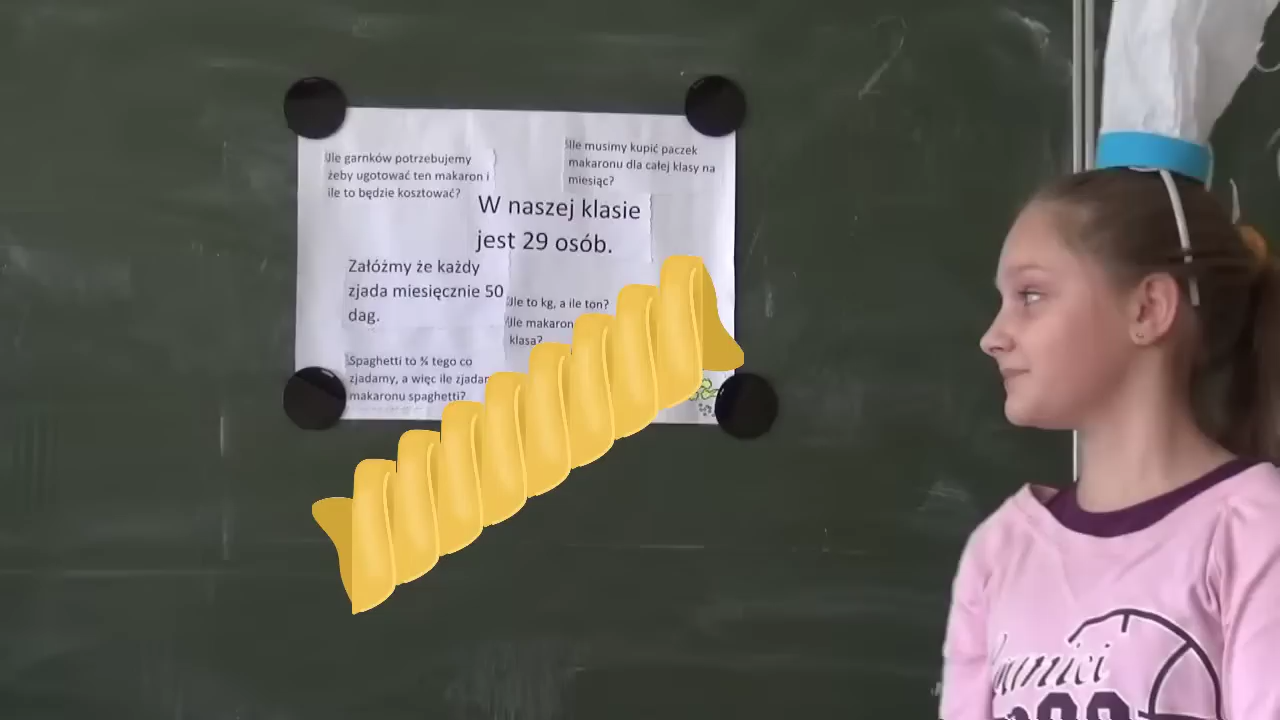 Ile garnków potrzebujemy
żeby ugotować ten makaron i
ile to będzie kosztować?
Ile musimy kupić paczek
makaronu dla całej klasy na
miesiąc?
W naszej klasie
jest 29 osób.
Załóżmy że każdy
zjada miesięcznie 50
dag.
Ile to kg, a ile ton?
Ile makaron
klasa?
Spaghetti to ¾ tego co
zjadamy, a więc ile zjadam
makaronu spaghetti?